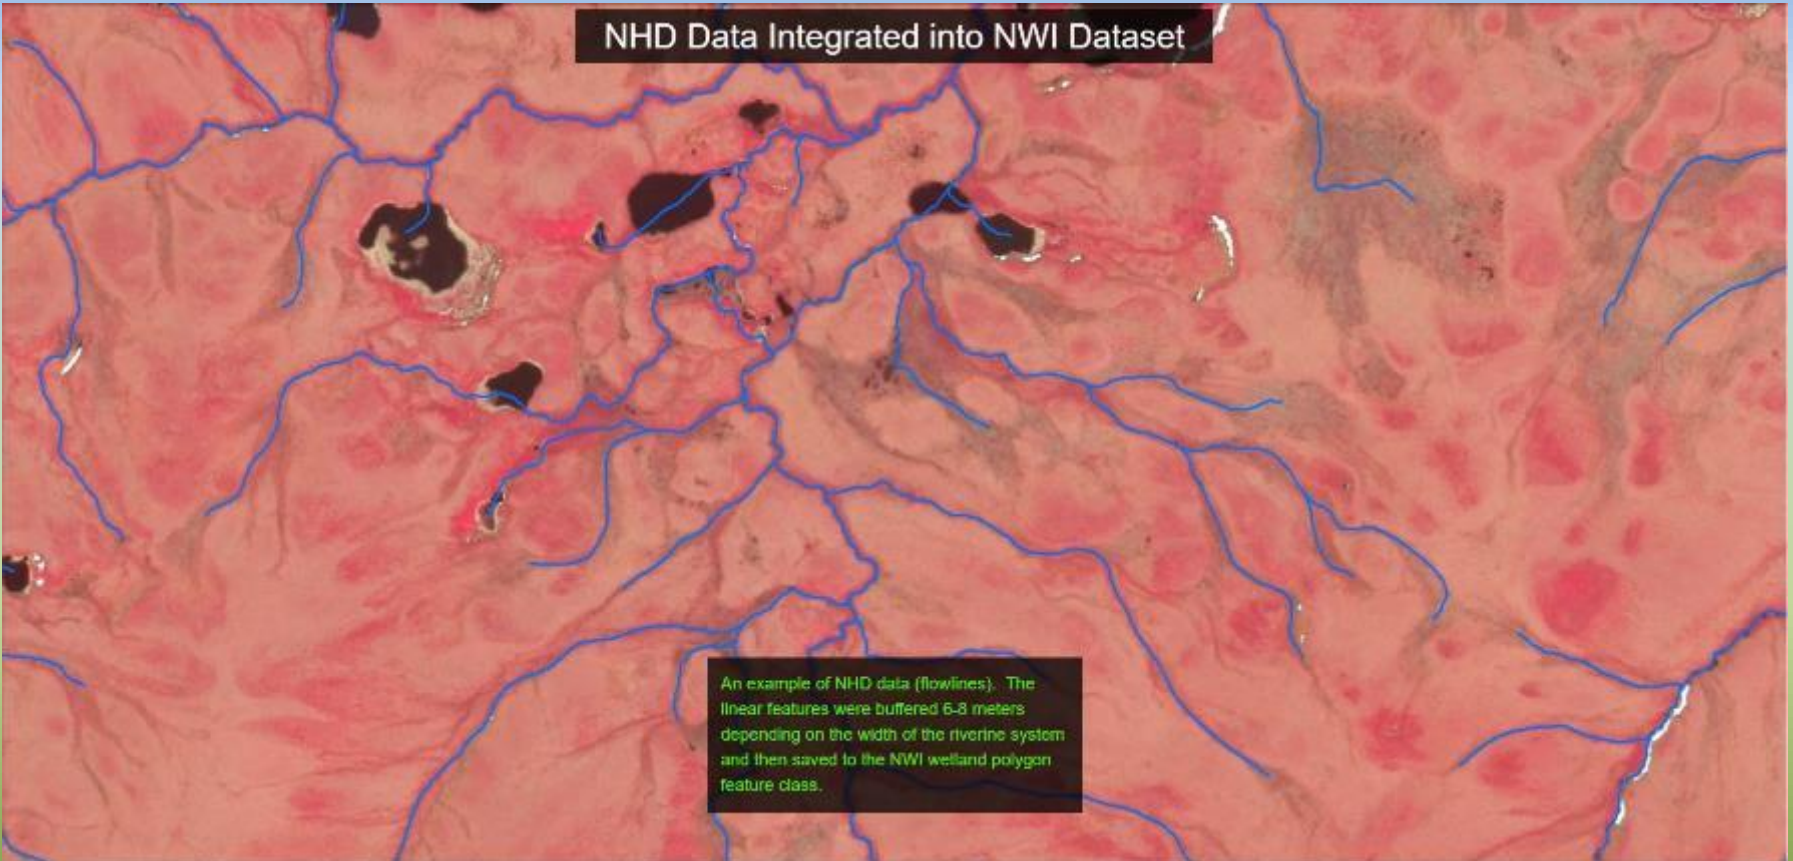 NHD Data Integrated into NWI Dataset
An example of NHD data (flowlines). The
linear features were buffered 6-8 meters
depending on the width of the riverine system
and then saved to the NWI wetland polygon
feature class.